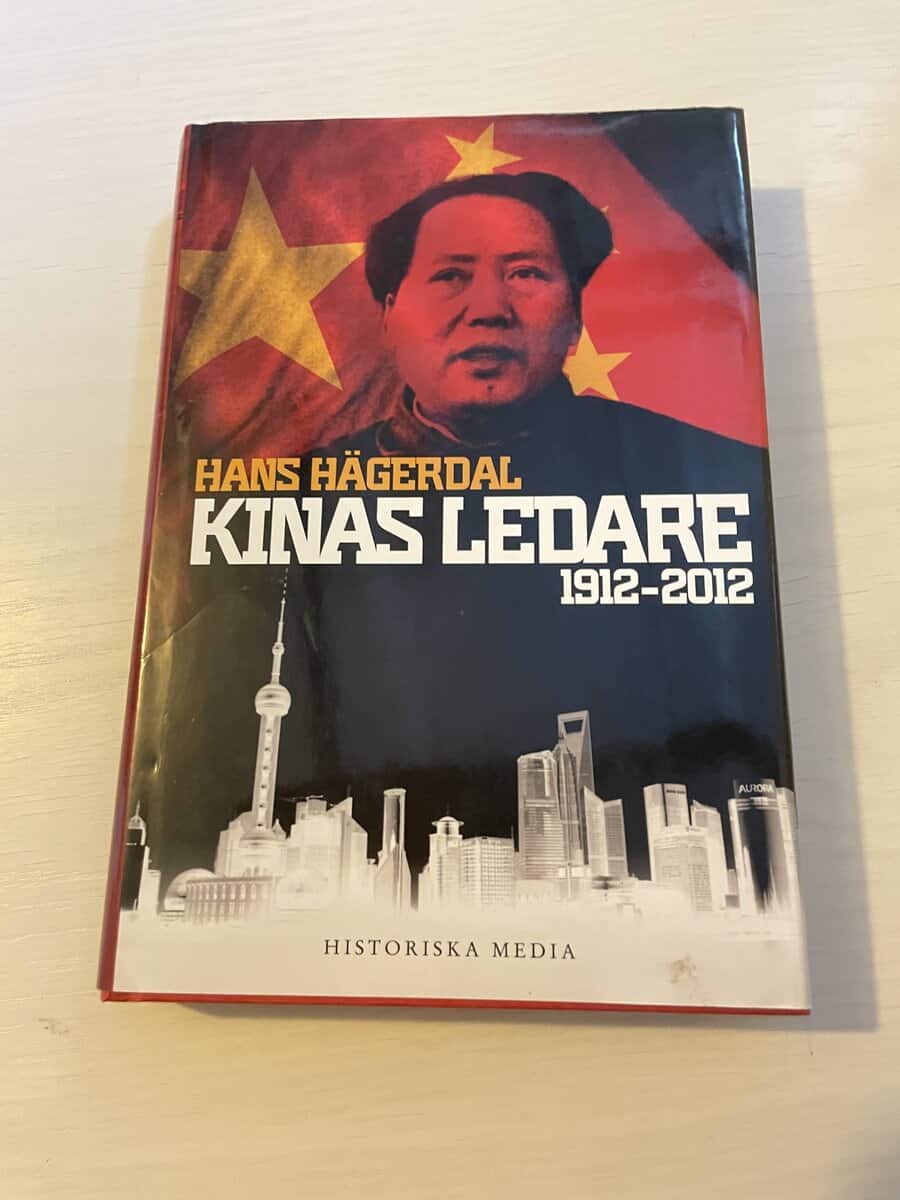 HANS HÄGERDAL
KINAS LEDARE
1912-2012
AURORA
HISTORISKA MEDIA